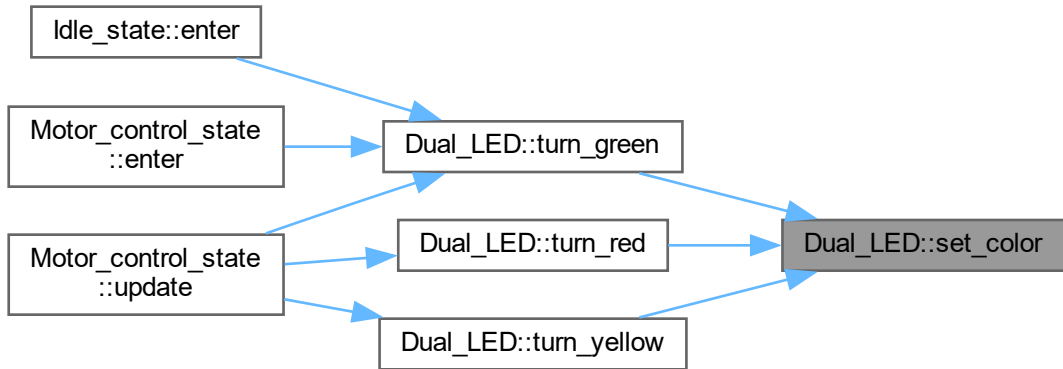 Idle_state::enter
Motor_control_state
::enter
Dual_LED::turn_green
Dual_LED::set_color
Motor_control_state
::update
Dual_LED::turn_red
Dual_LED::turn_yellow